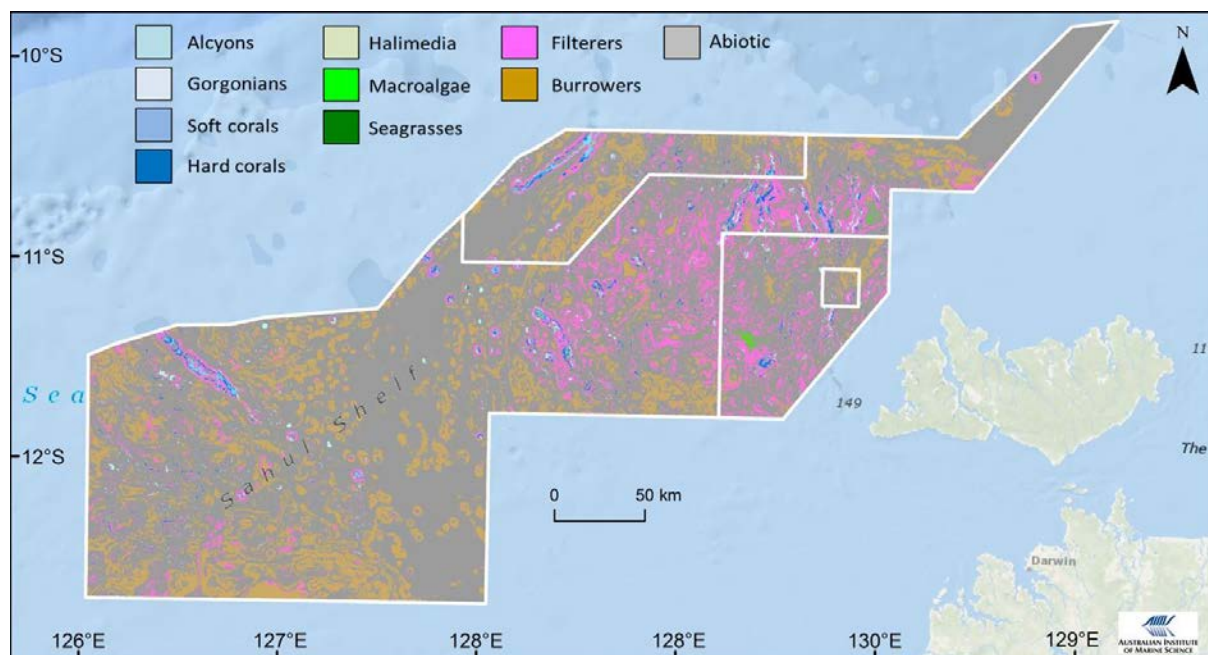 10°S
11°S
12°S
Alcyons
Gorgonians
Soft corals
Hard corals
Halimedia
Macroalgae
Seagrasses
Filterers
Burrowers
Abiotic
N
Sea
Sahul Shelf
149
11
The
0 50 km
Darwin
126°E 127°E 128°E 128°E 130°E 129°E
AUSTRALIAN INSTITUTE
OF MARINE SCIENCE